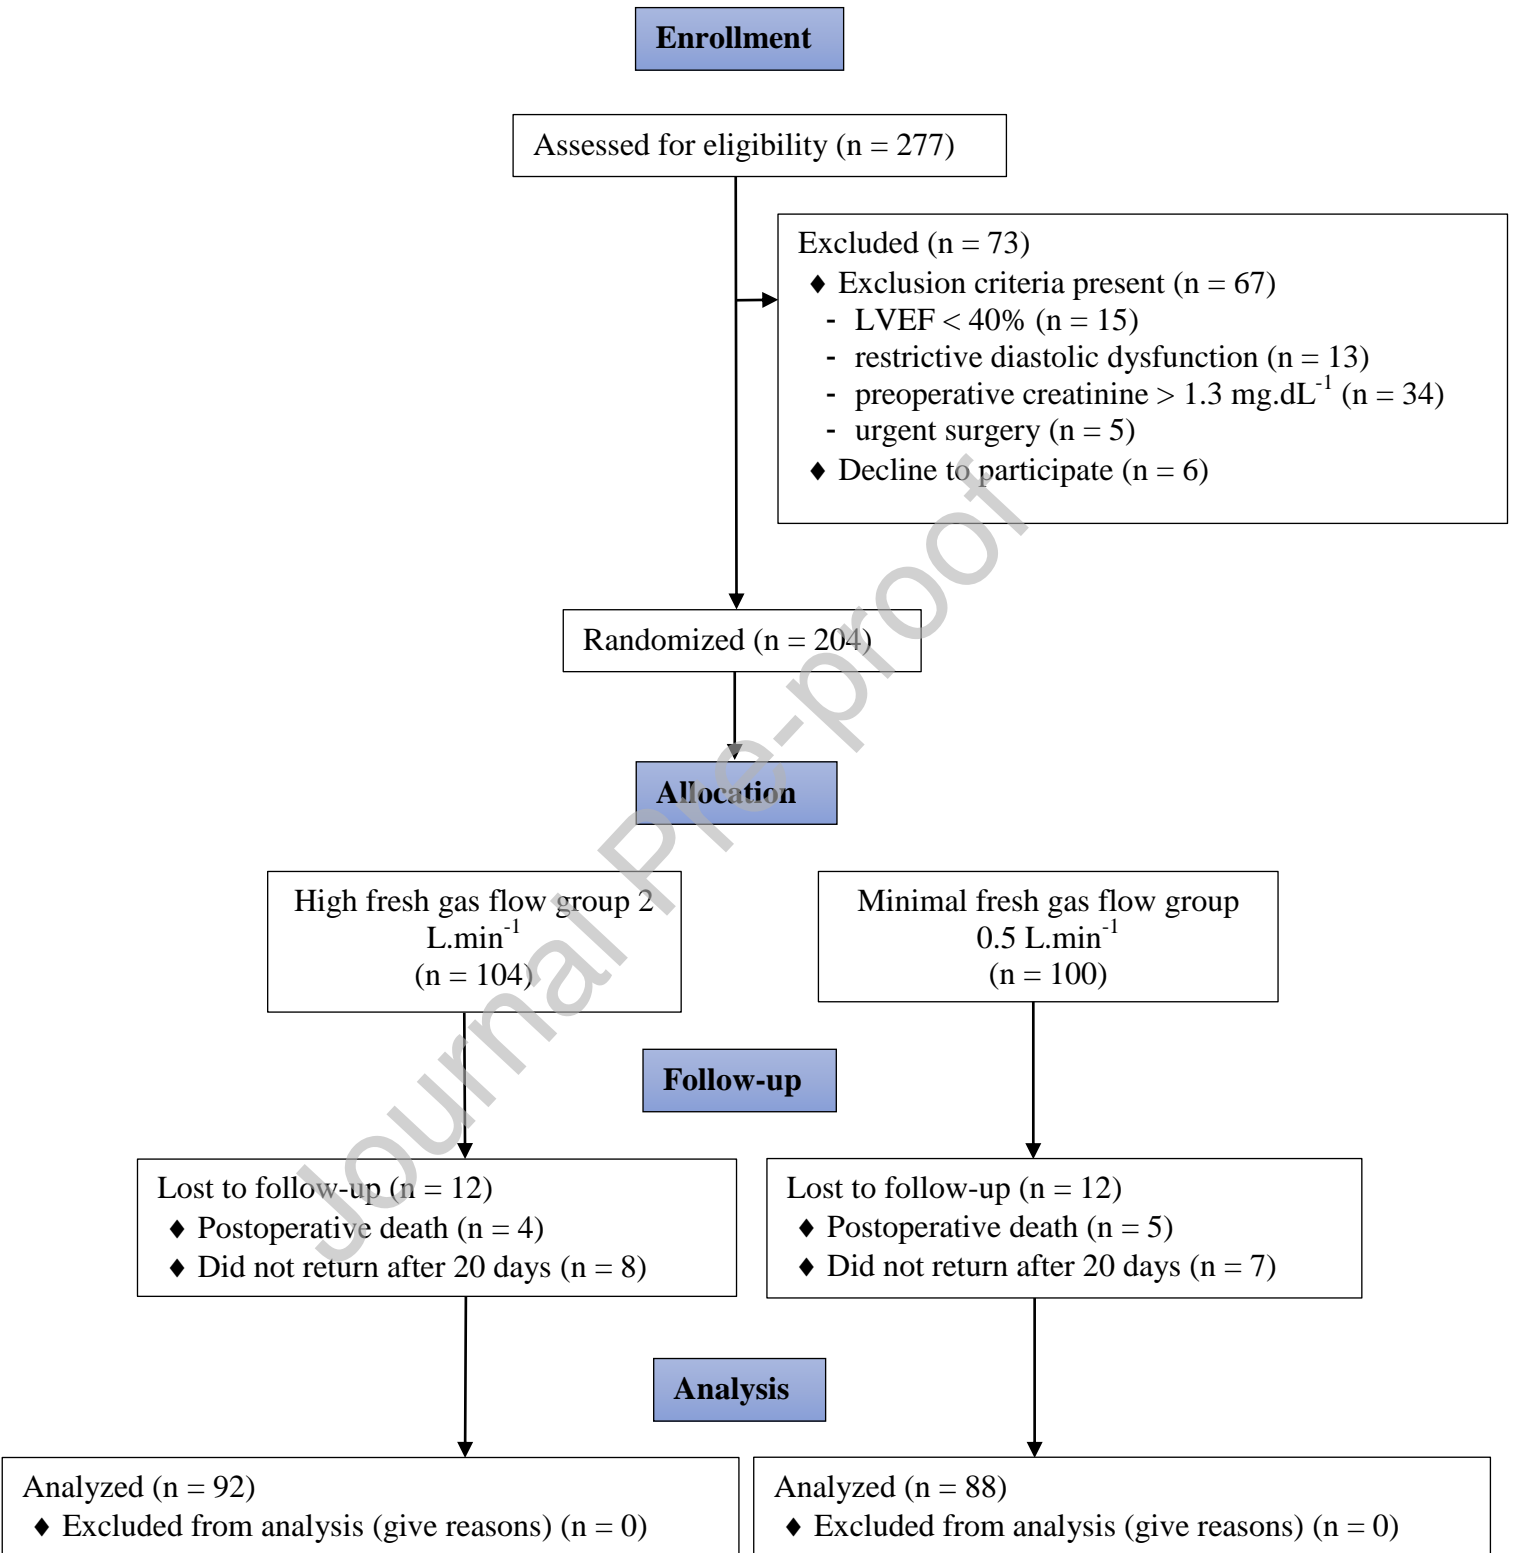 Enrollment
Assessed for eligibility (n = 277)
Excluded (n = 73)
♦ Exclusion criteria present (n = 67)
- LVEF < 40% (n = 15)
- restrictive diastolic dysfunction (n = 13)
- preoperative creatinine > 1.3 mg.dL⁻¹ (n = 34)
- urgent surgery (n = 5)
♦ Decline to participate (n = 6)
Randomized (n = 204)
Allocation
High fresh gas flow group 2
L.min⁻¹
(n = 104)
Minimal fresh gas flow group
0.5 L.min⁻¹
(n = 100)
Follow-up
Lost to follow-up (n = 12)
♦ Postoperative death (n = 4)
♦ Did not return after 20 days (n = 8)
Lost to follow-up (n = 12)
♦ Postoperative death (n = 5)
♦ Did not return after 20 days (n = 7)
Analysis
Analyzed (n = 92)
♦ Excluded from analysis (give reasons) (n = 0)
Analyzed (n = 88)
♦ Excluded from analysis (give reasons) (n = 0)
Journal Pre-proof